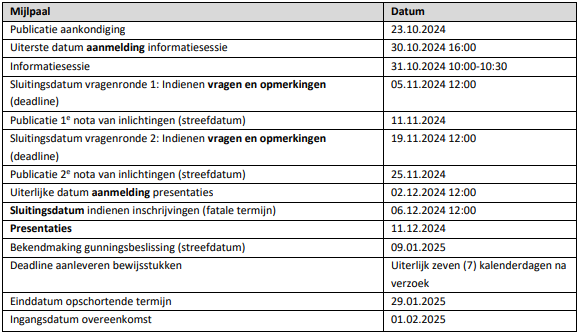 Mijlpaal Datum
Publicatie aankondiging 23.10.2024
Uiterste datum aanmelding informatiesessie 30.10.2024 16:00
Informatiesessie 31.10.2024 10:00-10:30
Sluitingsdatum vragenronde 1: Indienen vragen en opmerkingen 05.11.2024 12:00
(deadline)
Publicatie 1e nota van inlichtingen (streefdatum) 11.11.2024
Sluitingsdatum vragenronde 2: Indienen vragen en opmerkingen 19.11.2024 12:00
(deadline)
Publicatie 2e nota van inlichtingen (streefdatum) 25.11.2024
Uiterlijke datum aanmelding presentaties 02.12.2024 12:00
Sluitingsdatum indienen inschrijvingen (fatale termijn) 06.12.2024 12:00
Presentaties 11.12.2024
Bekendmaking gunningsbeslissing (streefdatum) 09.01.2025
Deadline aanleveren bewijsstukken Uiterlijk zeven (7) kalenderdagen na
verzoek
Einddatum opschortende termijn 29.01.2025
Ingangsdatum overeenkomst 01.02.2025